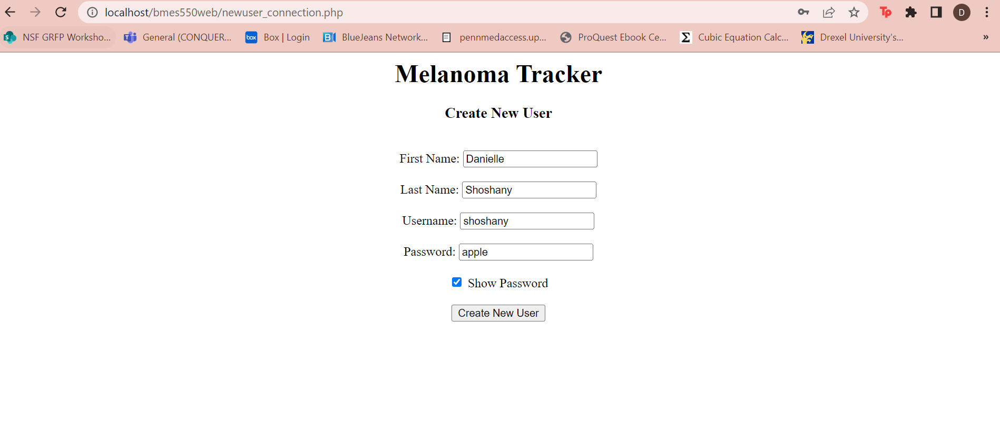 localhost/bmes550web/newuser_connection.php
Tp
D
S
NSF GRFP Worksho...
General (CONQUER...
box
Box | Login
B
BlueJeans Network...
pennmedaccess.up...
ProQuest Ebook Ce...
Σ
Cubic Equation Calc...
Drexel University's...
»
Melanoma Tracker
Create New User
First Name: Danielle
Last Name: Shoshany
Username: shoshany
Password: apple
Show Password
Create New User